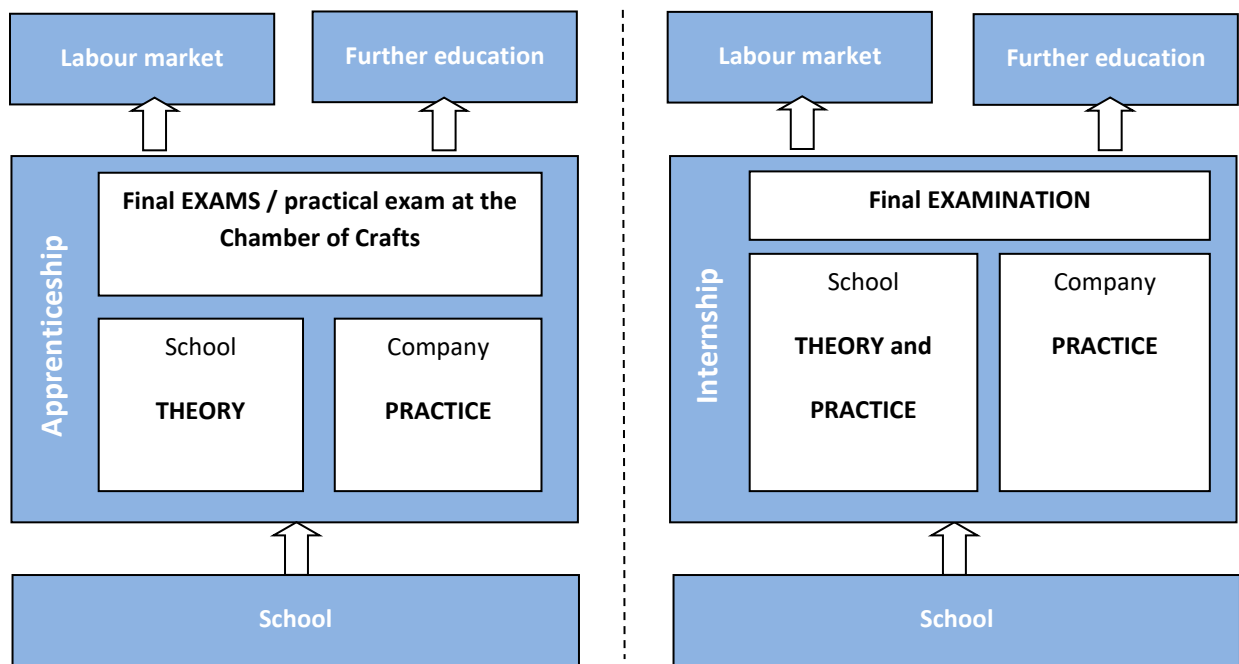 Labour market
Further education
Apprenticeship
Final EXAMS / practical exam at the
Chamber of Crafts
School
THEORY
Company
PRACTICE
School
Labour market
Further education
Internship
Final EXAMINATION
School
THEORY and
PRACTICE
Company
PRACTICE
School